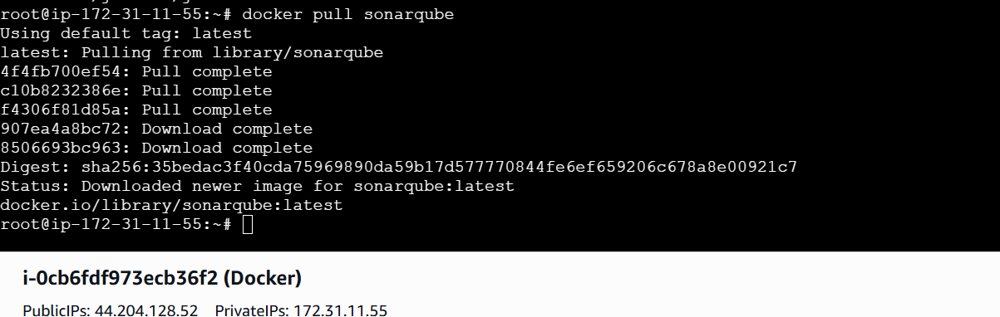 root@ip-172-31-11-55:~# docker pull sonarqube
Using default tag: latest
latest: Pulling from library/sonarqube
4f4fb700ef54: Pull complete
c10b8232386e: Pull complete
f4306f81d85a: Pull complete
907ea4a8bc72: Download complete
8506693bc963: Download complete
Digest: sha256:35bedac3f40cda75969890da59b17d577770844fe6ef659206c678a8e00921c7
Status: Downloaded newer image for sonarqube:latest
docker.io/library/sonarqube:latest
root@ip-172-31-11-55:~#
i-0cb6fdf973ecb36f2 (Docker)
PublicIPs: 44.204.128.52 PrivateIPs: 172.31.11.55